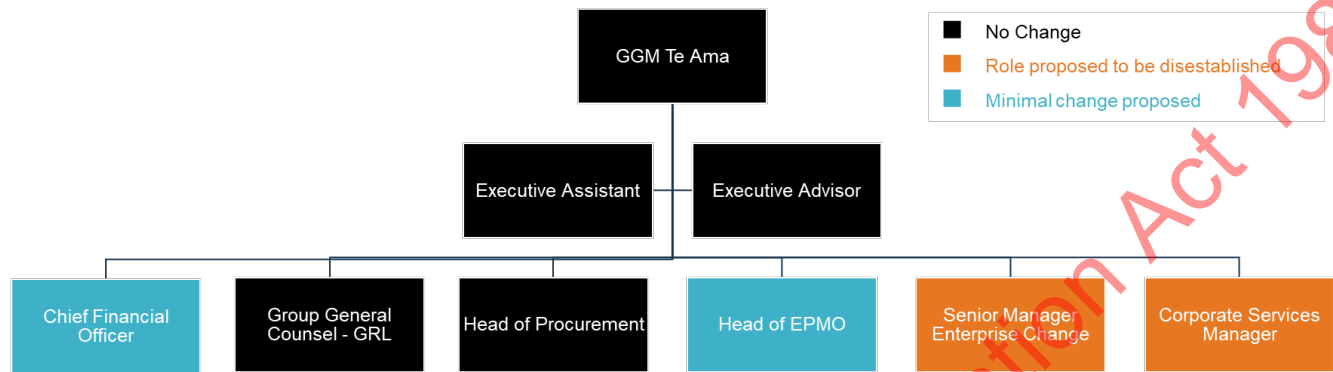 GGM Te Ama
No Change
Role proposed to be disestablished
Minimal change proposed
Executive Assistant
Executive Advisor
Chief Financial
Officer
Group General
Counsel - GRL
Head of Procurement
Head of EPMO
Senior Manager
Enterprise Change
Corporate Services
Manager
Act 198